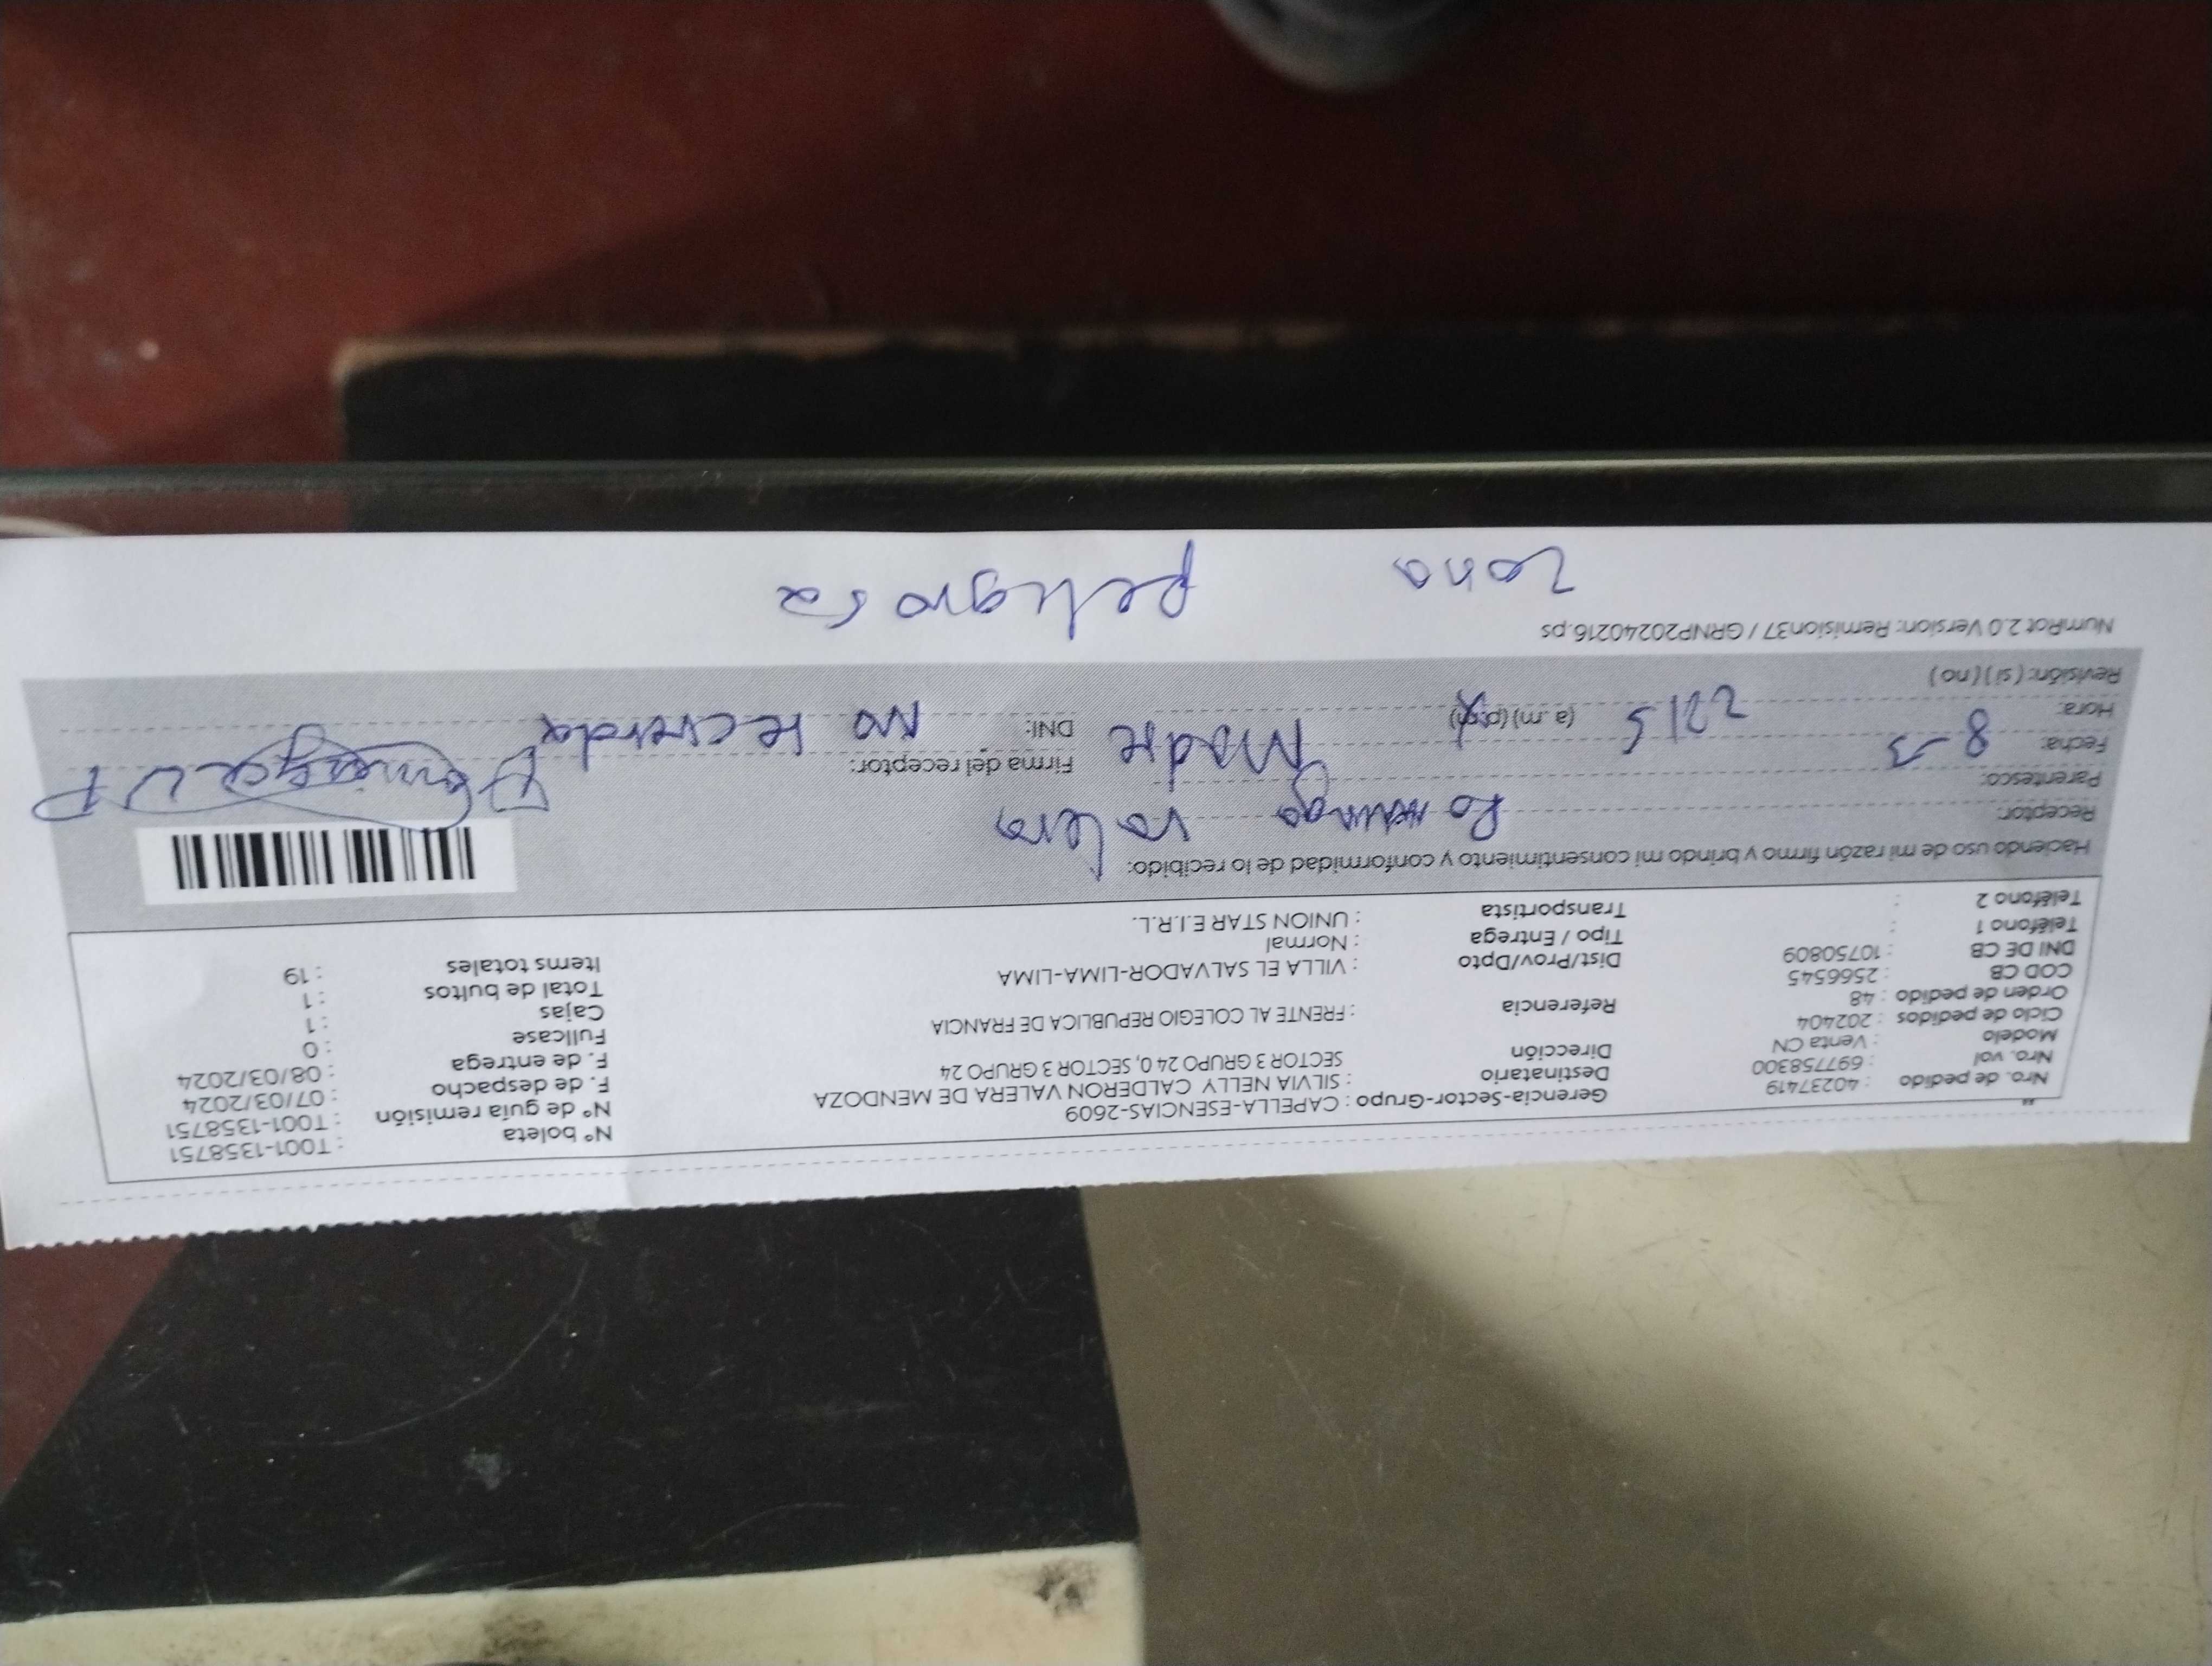 Nro. de pedido : 40237419 Gerencia-Sector-Grupo : CAPELLA-ESENCIAS-2609 N° boleta : T001-1358751
Nro. vol : 697758300 Destinatario : SILVIA NELLY CALDERON VALERA DE MENDOZA N° de guía remisión : T001-1358751
Modelo : Venta CN Dirección SECTOR 3 GRUPO 24 0, SECTOR 3 GRUPO 24 F. de despacho : 07/03/2024
Ciclo de pedidos : 202404 F. de entrega : 08/03/2024
Orden de pedido : 48 Referencia : FRENTE AL COLEGIO REPUBLICA DE FRANCIA Fullcase : 0
COD CB : 2566545 Cajas : 1
DNI DE CB : 10750809 Dist/Prov/Dpto : VILLA EL SALVADOR-LIMA-LIMA Total de bultos : 1
Teléfono 1 : Tipo / Entrega : Normal Items totales : 19
Teléfono 2 : Transportista : UNION STAR E.I.R.L.
Haciendo uso de mi razón firmo y brindo mi consentimiento y conformidad de lo recibido:
Receptor: valera
Parentesco: Madre Firma del receptor:
Fecha: 8-3
Hora: 2215 (a.m)(p.m) DNI: no recuerda
Revisión: (si) (no)
NumRot 2.0 Version: Remision37 / GRNP20240216.ps
zona peligrosa